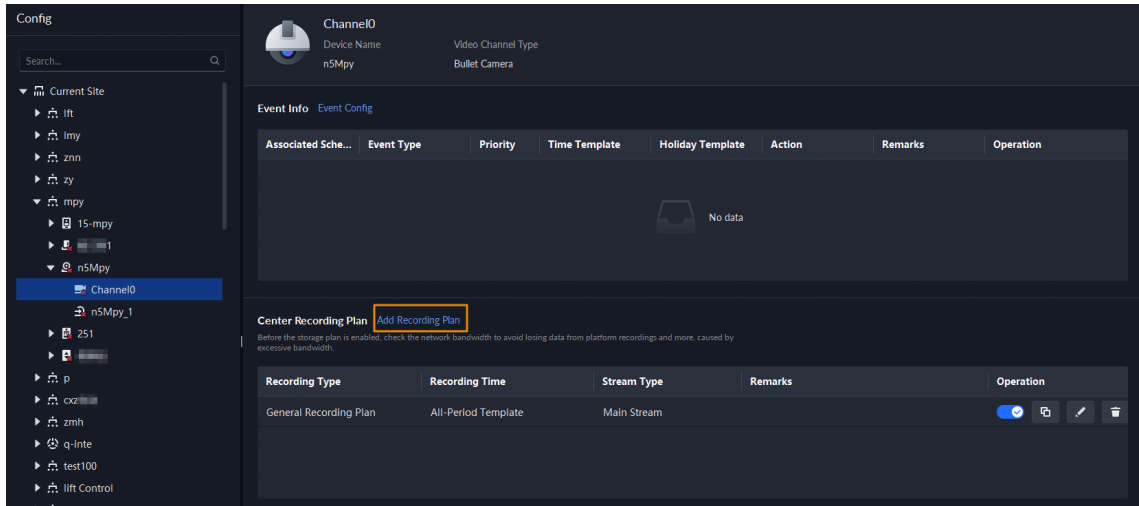 Config
Search...
Current Site
lft
lmy
znn
zy
mpy
15-mpy
1
n5Mpy
Channel0
n5Mpy_1
251
p
cxz
zmh
q-inte
test100
lift Control
Channel0
Device Name Video Channel Type
n5Mpy Bullet Camera
Event Info Event Config
Associated Sche... Event Type Priority Time Template Holiday Template Action Remarks Operation
No data
Center Recording Plan Add Recording Plan
Before the storage plan is enabled, check the network bandwidth to avoid losing data from platform recordings and more, caused by
excessive bandwidth.
Recording Type Recording Time Stream Type Remarks Operation
General Recording Plan All-Period Template Main Stream